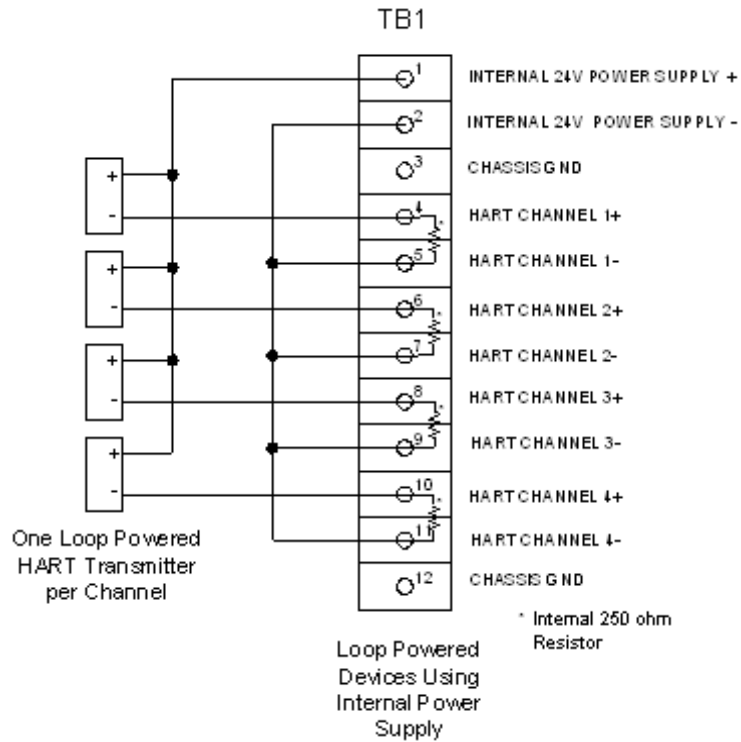 TB1
1 INTERNAL 24V POWER SUPPLY +
2 INTERNAL 24V POWER SUPPLY -
3 CHASSIS GND
+ 4 HART CHANNEL 1+
- *
5 HART CHANNEL 1-
+ 6 HART CHANNEL 2+
- *
7 HART CHANNEL 2-
+ 8 HART CHANNEL 3+
- *
9 HART CHANNEL 3-
+ 10 HART CHANNEL 4+
- *
11 HART CHANNEL 4-
12 CHASSIS GND
One Loop Powered
HART Transmitter
per Channel
* Internal 250 ohm
Resistor
Loop Powered
Devices Using
Internal Power
Supply